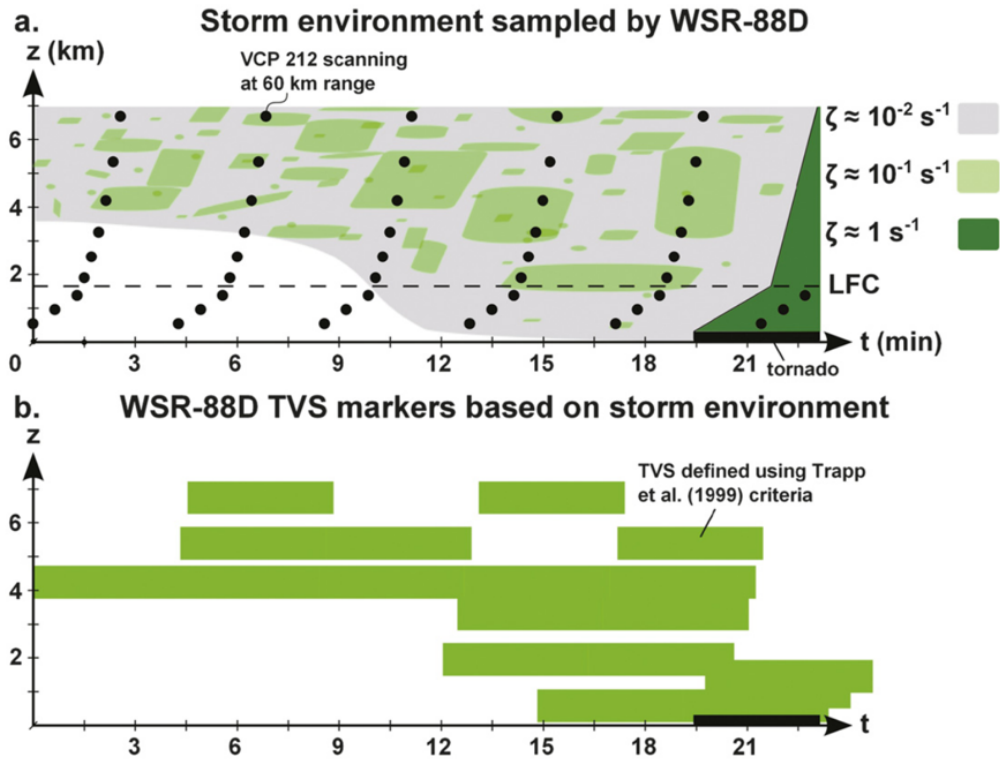 a. Storm environment sampled by WSR-88D
z (km)
VCP 212 scanning
at 60 km range
ζ ≈ 10⁻² s⁻¹
6
ζ ≈ 10⁻¹ s⁻¹
4
ζ ≈ 1 s⁻¹
2
LFC
0 3 6 9 12 15 18 21 t (min)
tornado
b. WSR-88D TVS markers based on storm environment
z
TVS defined using Trapp
et al. (1999) criteria
6
4
2
3 6 9 12 15 18 21 t